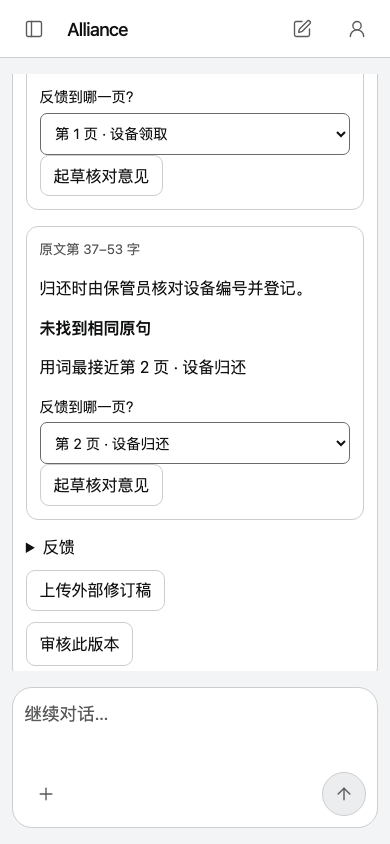 Alliance
反馈到哪一页?
第 1 页 · 设备领取
起草核对意见
原文第 37–53 字
归还时由保管员核对设备编号并登记。
未找到相同原句
用词最接近第 2 页 · 设备归还
反馈到哪一页?
第 2 页 · 设备归还
起草核对意见
反馈
上传外部修订稿
审核此版本
继续对话...